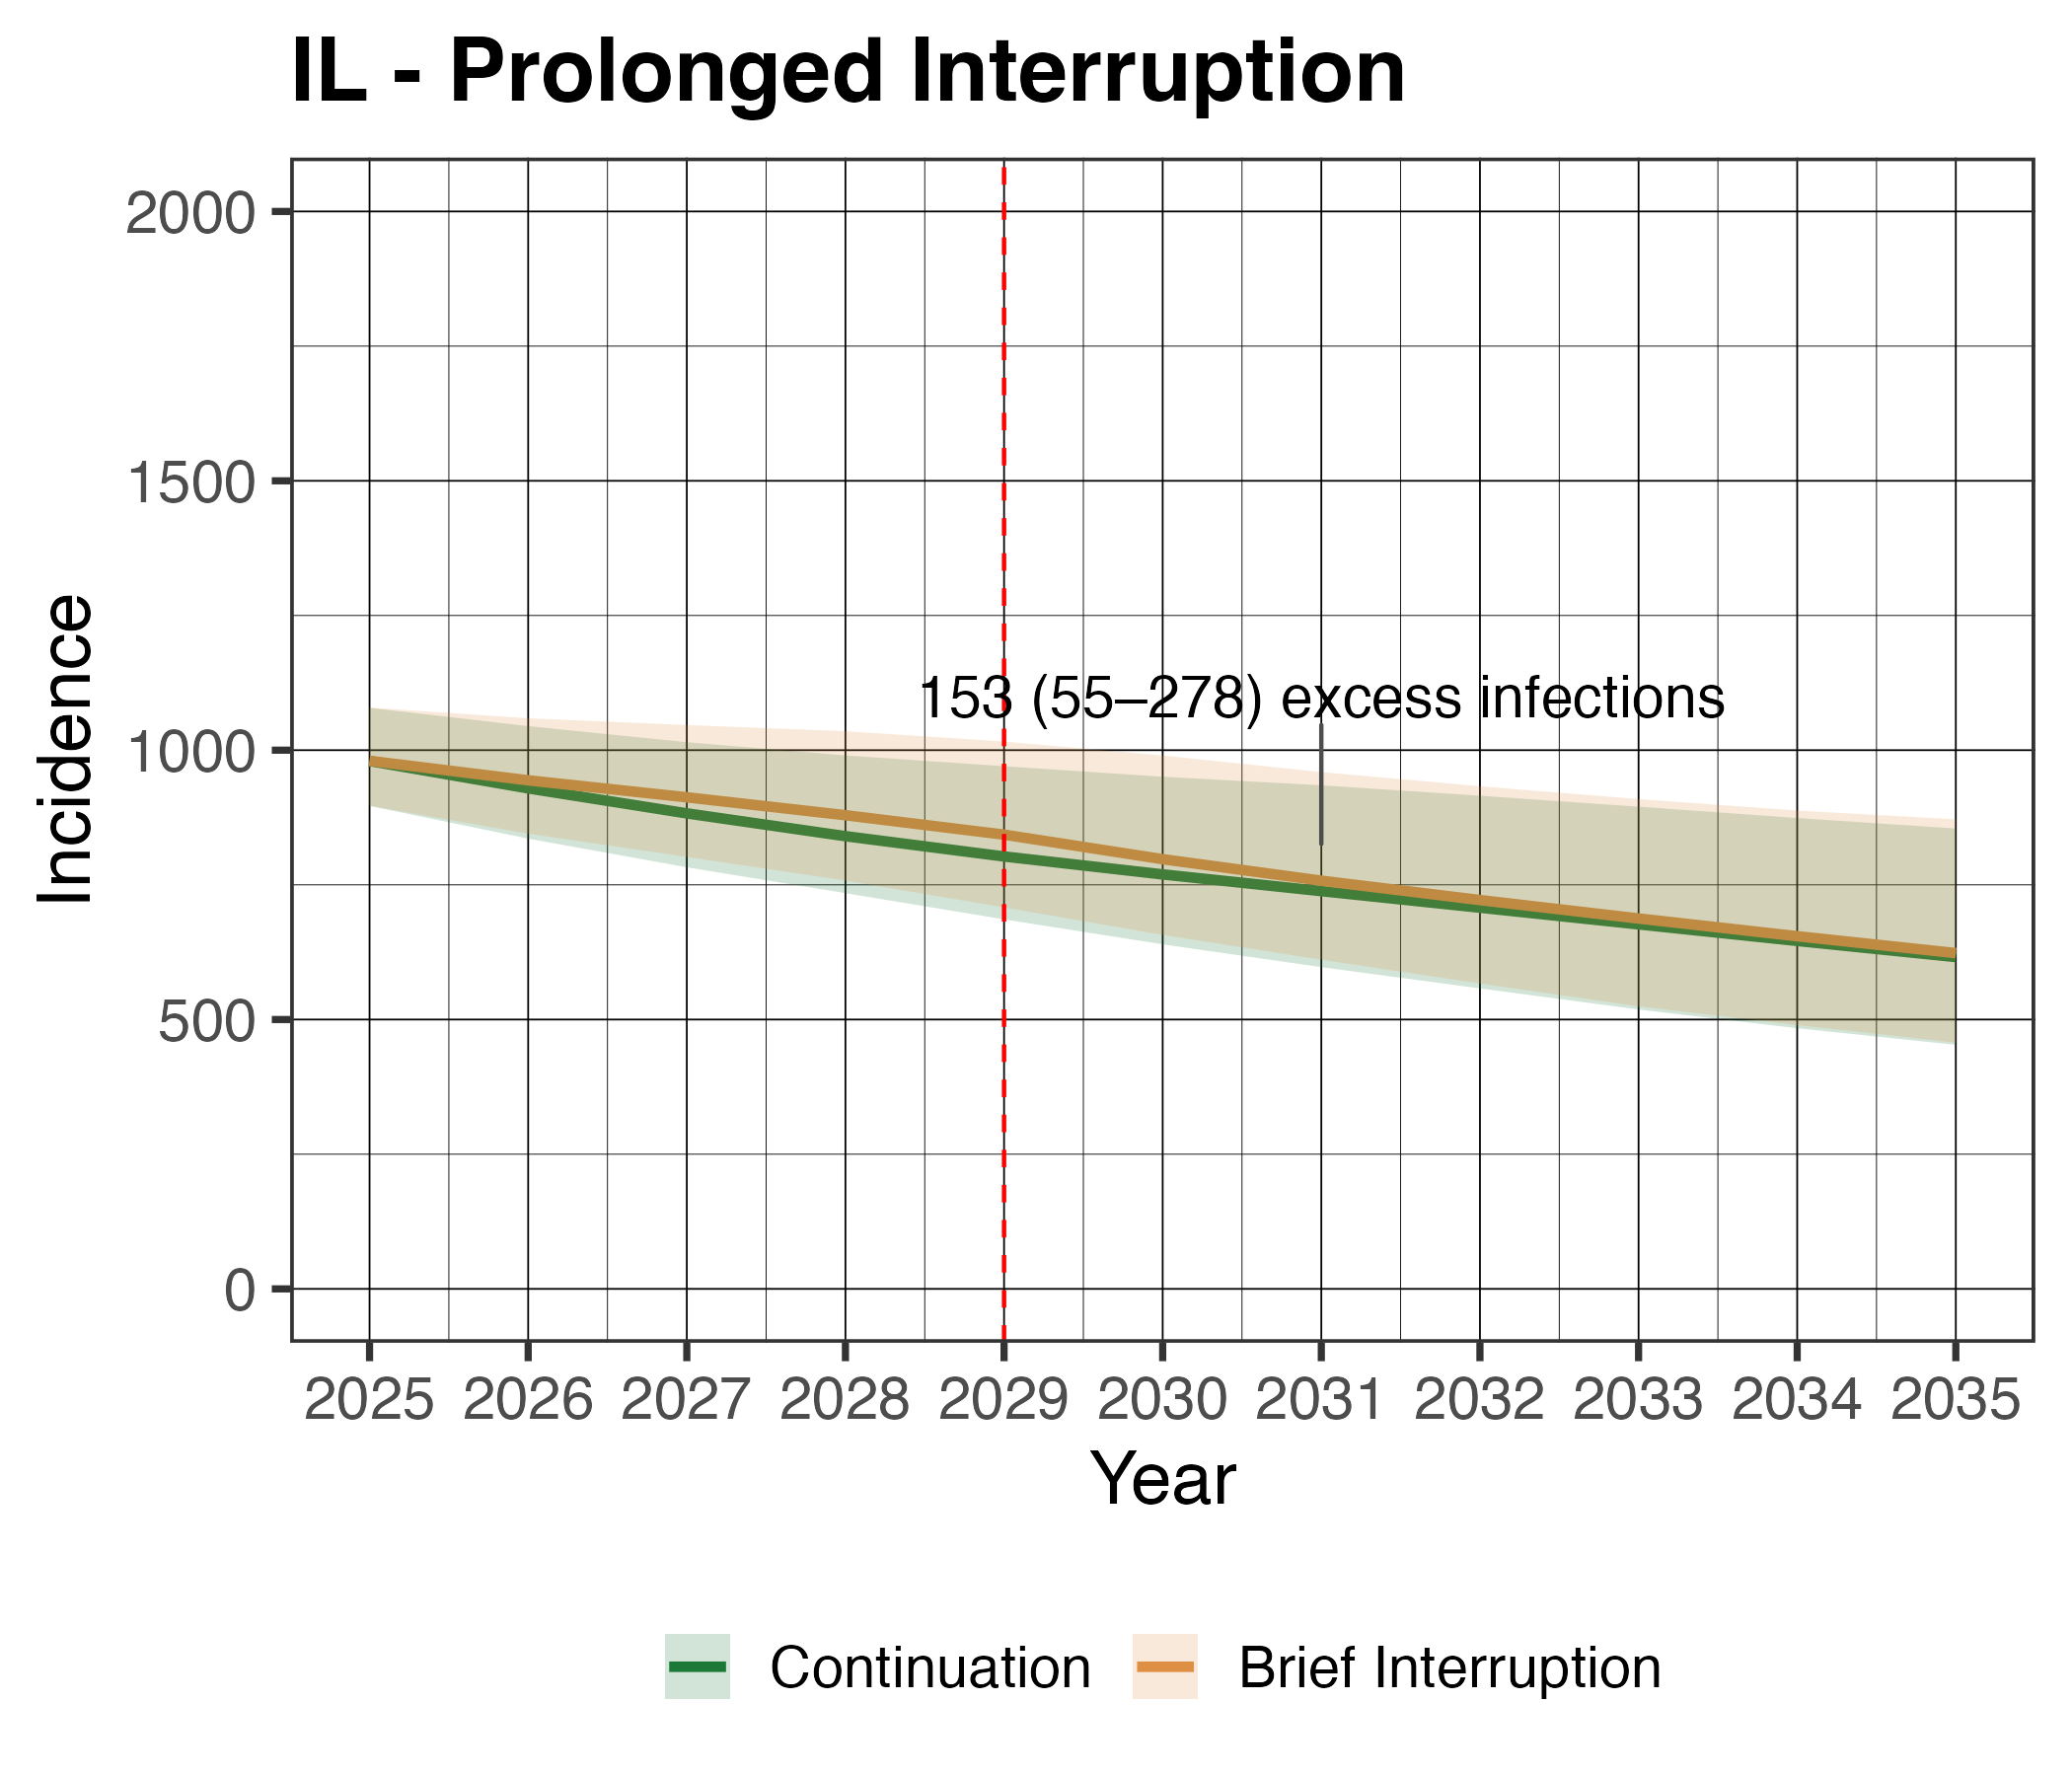 IL - Prolonged Interruption
2000
1500
1000
500
0
Incidence
153 (55–278) excess infections
2025 2026 2027 2028 2029 2030 2031 2032 2033 2034 2035
Year
Continuation Brief Interruption